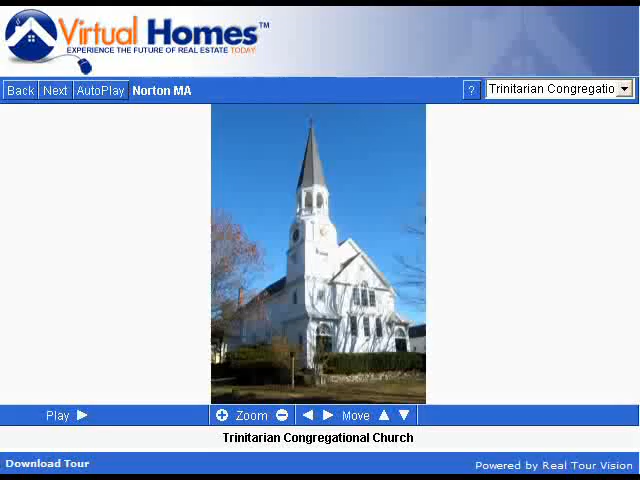 Virtual Homes™
EXPERIENCE THE FUTURE OF REAL ESTATE TODAY
Back Next AutoPlay Norton MA ? Trinitarian Congregatio
Play Zoom Move
Trinitarian Congregational Church
Download Tour Powered by Real Tour Vision